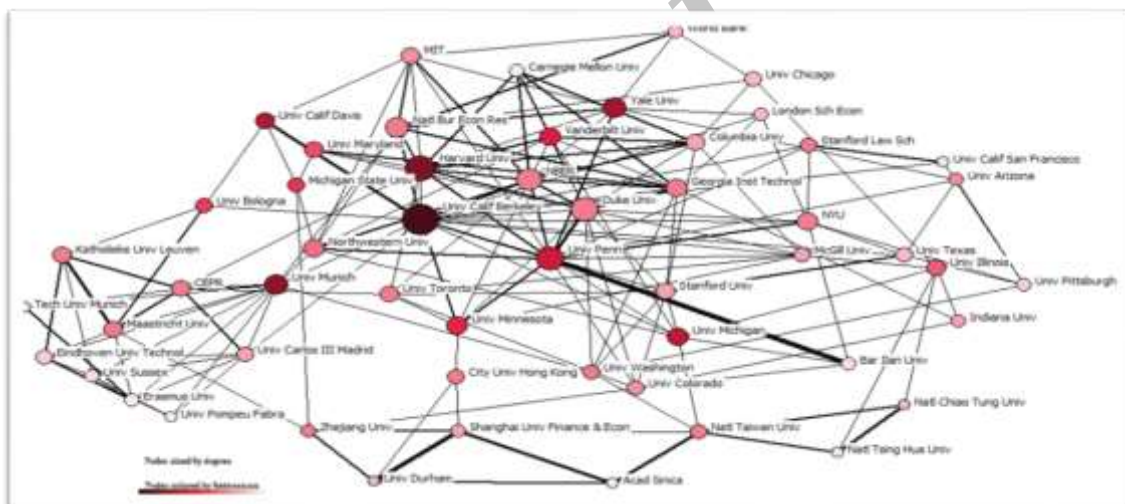 World Bank
MIT
Carnegie Mellon Univ
Univ Chicago
Yale Univ
London Sch Econ
Univ Calif Davis
Natl Bur Econ Res
Vanderbilt Univ
Columbia Univ
Stanford Law Sch
Univ Maryland
Harvard Univ
Univ Calif San Francisco
Michigan State Univ
NBER
Georgia Inst Technol
Univ Arizona
Univ Bologna
Univ Calif Berkeley
Duke Univ
NYU
Katholieke Univ Leuven
Northwestern Univ
Univ Penn
McGill Univ
Univ Texas
Univ Illinois
CEPR
Univ Munich
Univ Toronto
Stanford Univ
Univ Pittsburgh
Tech Univ Munich
Maastricht Univ
Univ Minnesota
Univ Michigan
Indiana Univ
Eindhoven Univ Technol
Univ Carlos III Madrid
Bar Ilan Univ
Univ Sussex
City Univ Hong Kong
Univ Washington
Univ Colorado
Erasmus Univ
Univ Pompeu Fabra
Natl Chiao Tung Univ
Zhejiang Univ
Shanghai Univ Finance & Econ
Natl Taiwan Univ
Natl Tsing Hua Univ
Nodes sized by degree
Univ Durham
Acad Sinica
Nodes colored by betweenness